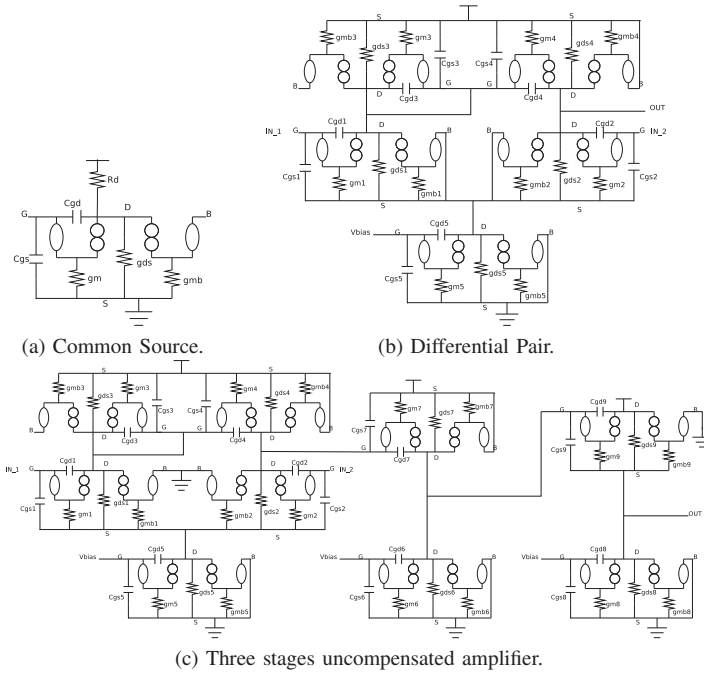 S
gmb3
gds3
gm3
Cgs3
Cgs4
gm4
gds4
gmb4
B
D
Cgd3
G
G
Cgd4
D
B
OUT
IN_1
G
Cgd1
D
B
B
D
Cgd2
G
IN_2
Cgs1
gm1
gds1
gmb1
gmb2
gds2
gm2
Cgs2
S
S
Rd
G
Cgd
D
B
Cgs
gm
gds
gmb
S
Vbias
G
Cgd5
D
B
Cgs5
gm5
gds5
gmb5
S
(a) Common Source.
(b) Differential Pair.
S
gmb3
gds3
gm3
Cgs3
Cgs4
gm4
gds4
gmb4
B
D
Cgd3
G
G
Cgd4
D
B
IN_1
G
Cgd1
D
B
B
D
Cgd2
G
IN_2
Cgs1
gm1
gds1
gmb1
gmb2
gds2
gm2
Cgs2
S
S
Vbias
G
Cgd5
D
B
Cgs5
gm5
gds5
gmb5
S
S
Cgs7
gm7
gds7
gmb7
G
Cgd7
D
B
Vbias
G
Cgd6
D
B
Cgs6
gm6
gds6
gmb6
S
G
Cgd9
D
B
Cgs9
gm9
gds9
gmb9
S
OUT
Vbias
G
Cgd8
D
B
Cgs8
gm8
gds8
gmb8
S
(c) Three stages uncompensated amplifier.